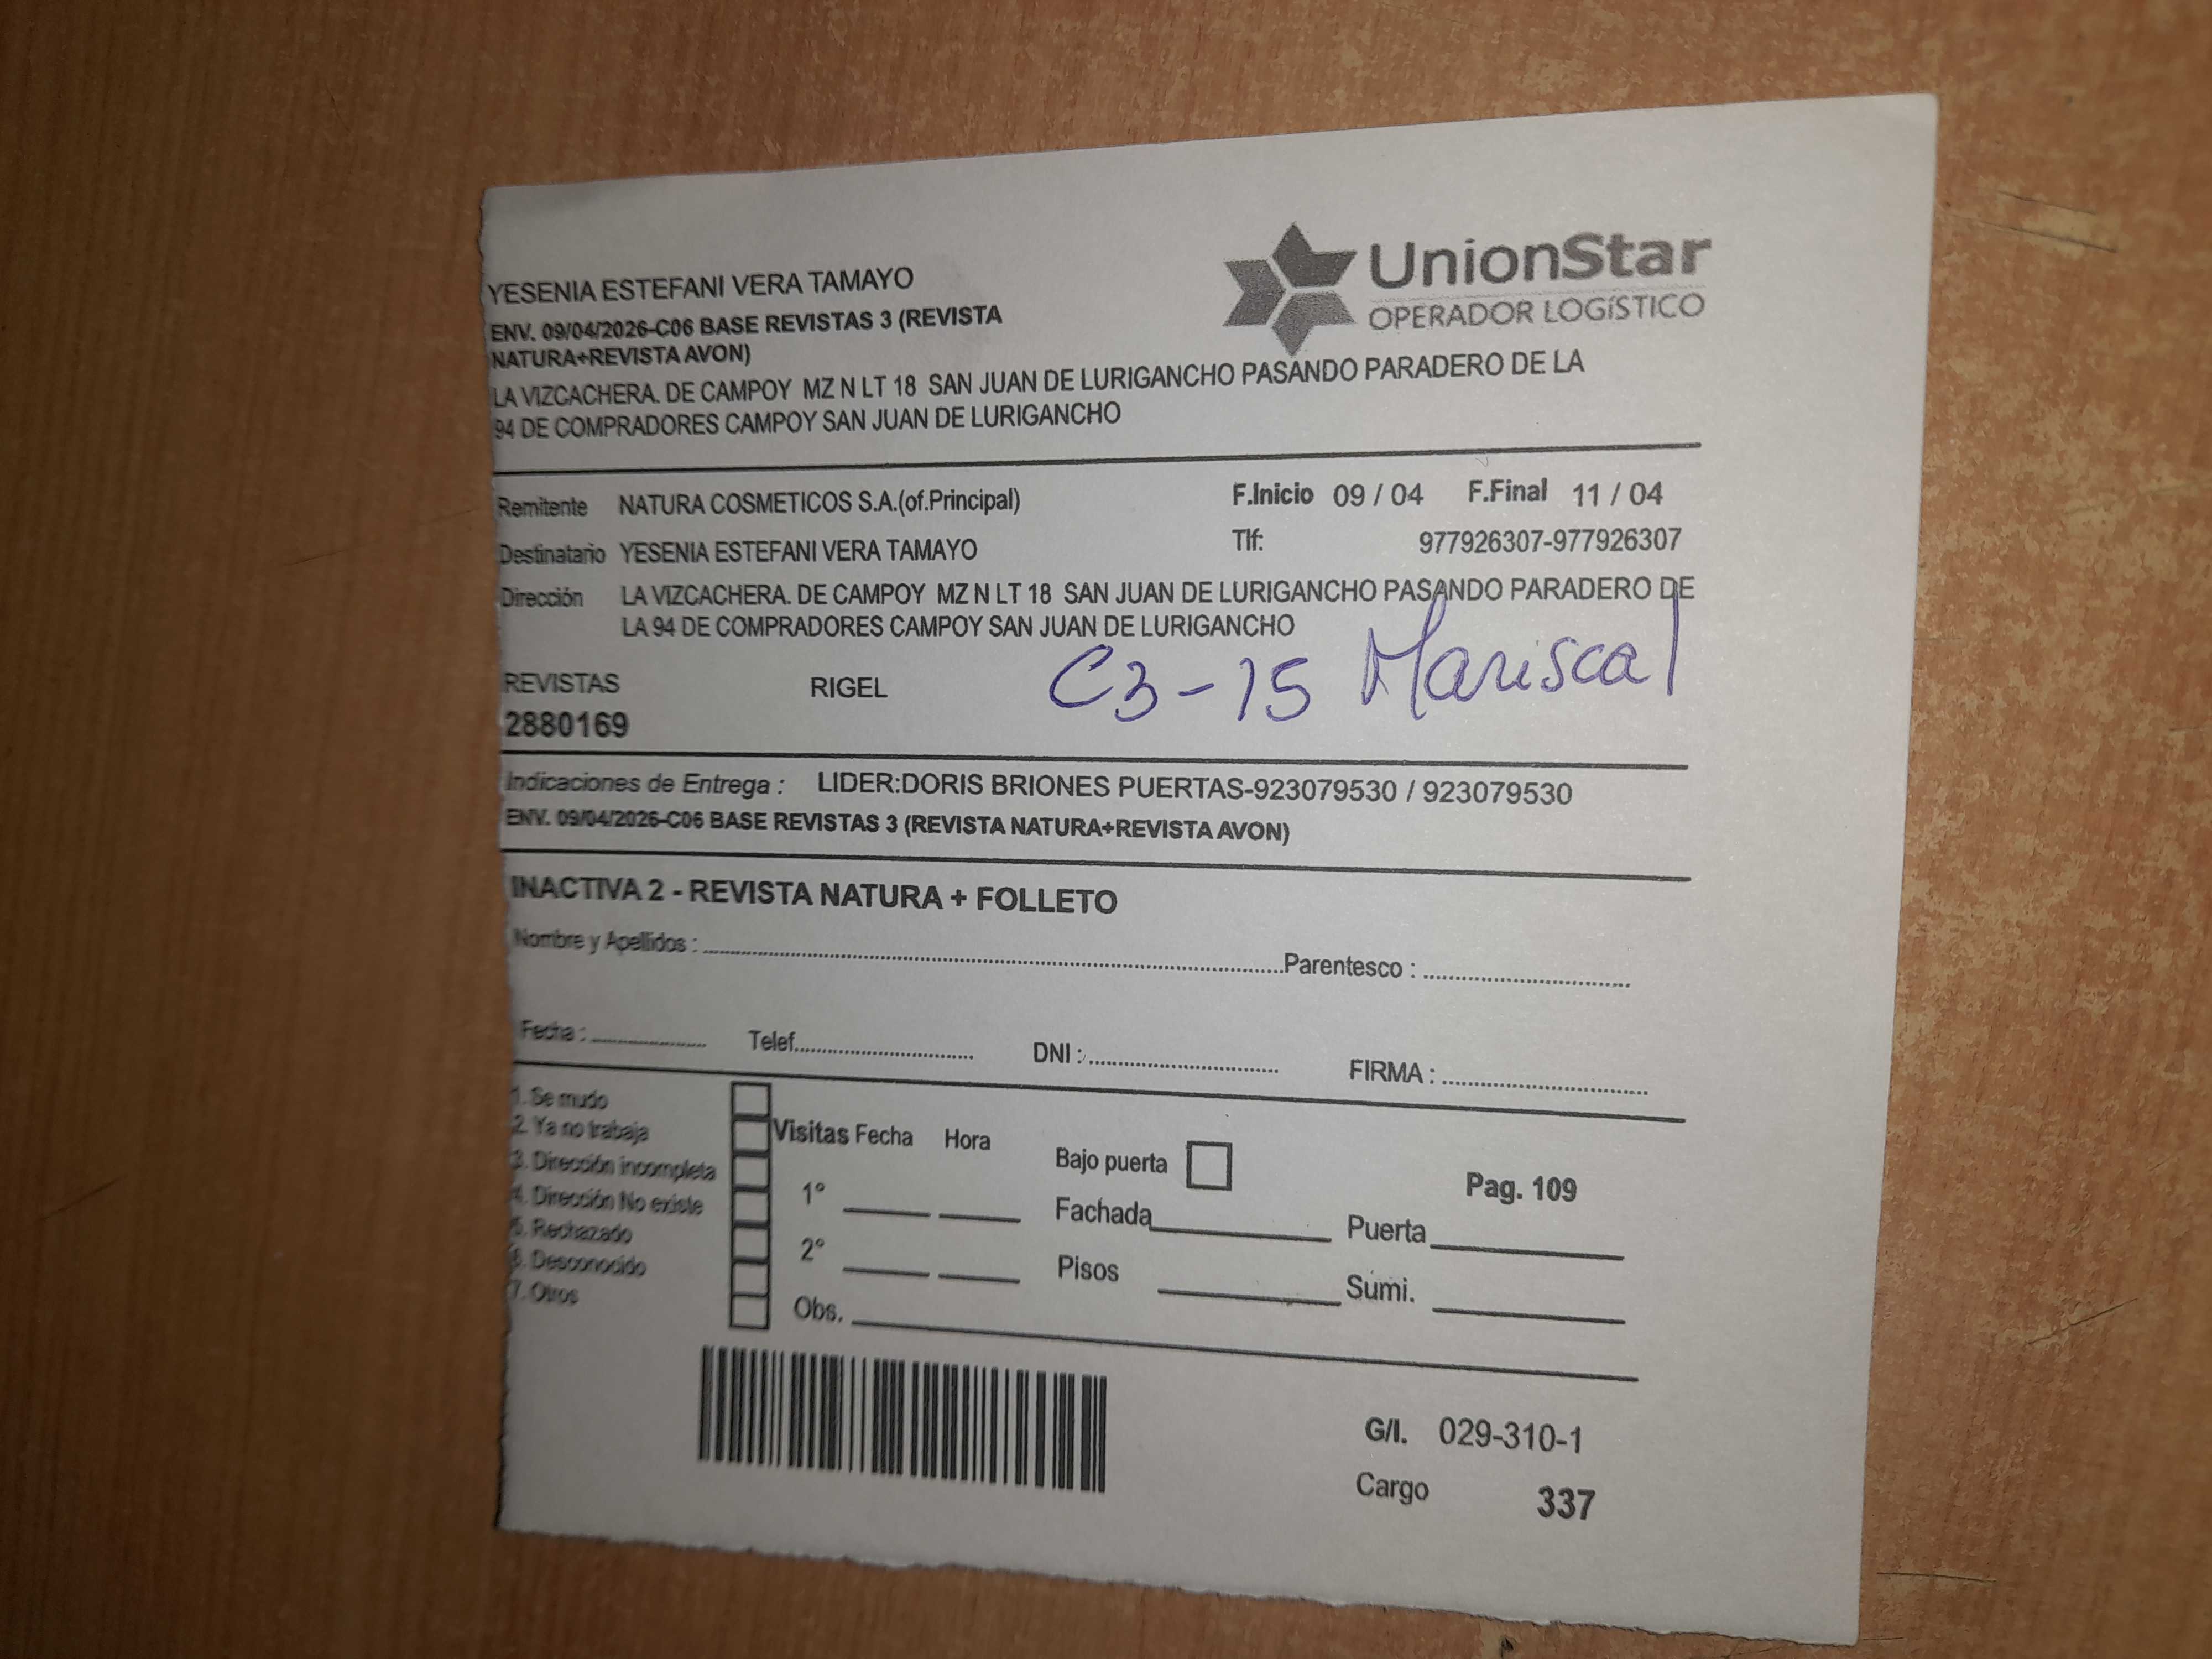 UnionStar
OPERADOR LOGíSTICO
YESENIA ESTEFANI VERA TAMAYO
ENV. 09/04/2026-C06 BASE REVISTAS 3 (REVISTA
NATURA+REVISTA AVON)
LA VIZCACHERA. DE CAMPOY MZ N LT 18 SAN JUAN DE LURIGANCHO PASANDO PARADERO DE LA
94 DE COMPRADORES CAMPOY SAN JUAN DE LURIGANCHO
Remitente NATURA COSMETICOS S.A.(of.Principal) F.Inicio 09 / 04 F.Final 11 / 04
Destinatario YESENIA ESTEFANI VERA TAMAYO Tlf: 977926307-977926307
Dirección LA VIZCACHERA. DE CAMPOY MZ N LT 18 SAN JUAN DE LURIGANCHO PASANDO PARADERO DE
LA 94 DE COMPRADORES CAMPOY SAN JUAN DE LURIGANCHO
C3-15 Mariscal
REVISTAS RIGEL
2880169
Indicaciones de Entrega : LIDER:DORIS BRIONES PUERTAS-923079530 / 923079530
ENV. 09/04/2026-C06 BASE REVISTAS 3 (REVISTA NATURA+REVISTA AVON)
INACTIVA 2 - REVISTA NATURA + FOLLETO
Nombre y Apellidos : Parentesco :
Fecha : Telef. DNI : FIRMA :
1. Se mudo
2. Ya no trabaja
3. Dirección incompleta
4. Dirección No existe
5. Rechazado
6. Desconocido
7. Otros
Visitas Fecha Hora
1°
2°
Obs.
Bajo puerta
Pag. 109
Fachada Puerta
Pisos Sumi.
G/I. 029-310-1
Cargo 337